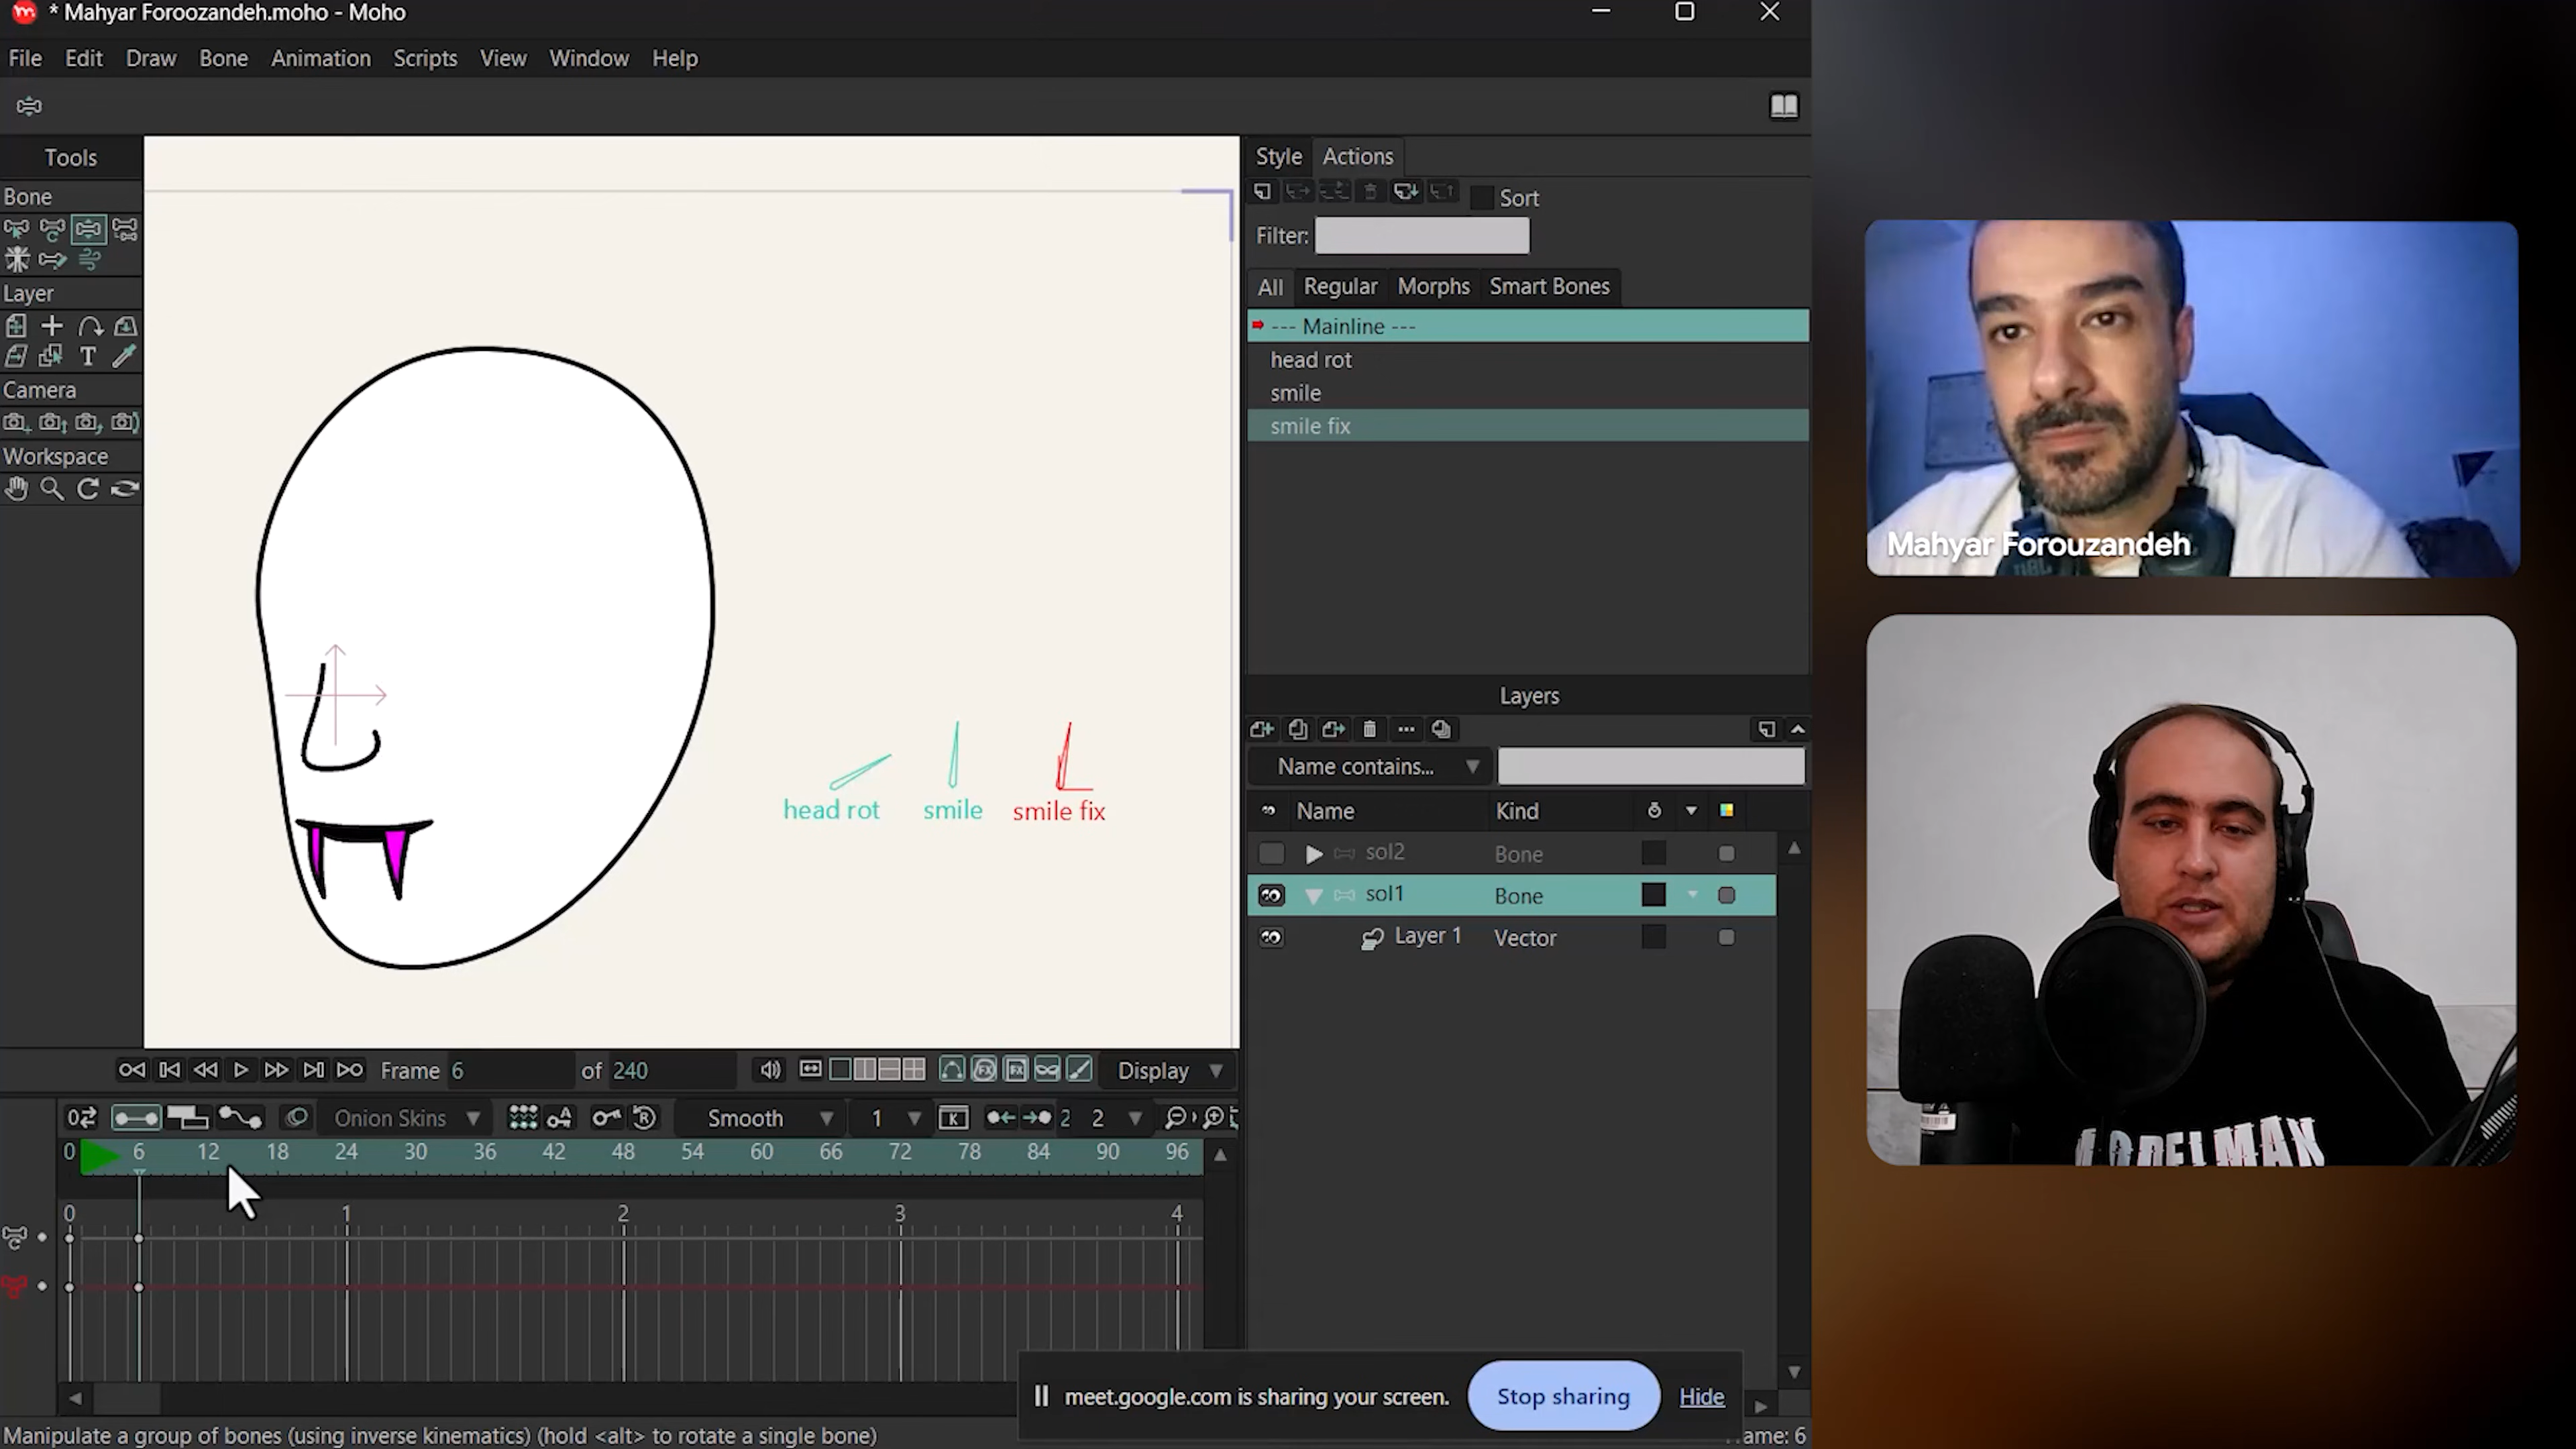 * Mahyar Foroozandeh.moho - Moho
File Edit Draw Bone Animation Scripts View Window Help
Tools
Bone
Layer
T
Camera
Workspace
Style Actions
Sort
Filter:
All Regular Morphs Smart Bones
--- Mainline ---
head rot
smile
smile fix
head rot smile smile fix
Layers
Name contains...
Name Kind
sol2 Bone
sol1 Bone
Layer 1 Vector
Frame 6 of 240 Display
Onion Skins Smooth 1 2 2
0 6 12 18 24 30 36 42 48 54 60 66 72 78 84 90 96
0 1 2 3 4
meet.google.com is sharing your screen. Stop sharing Hide
Manipulate a group of bones (using inverse kinematics) (hold <alt> to rotate a single bone)
ame: 6
Mahyar Forouzandeh
JBL